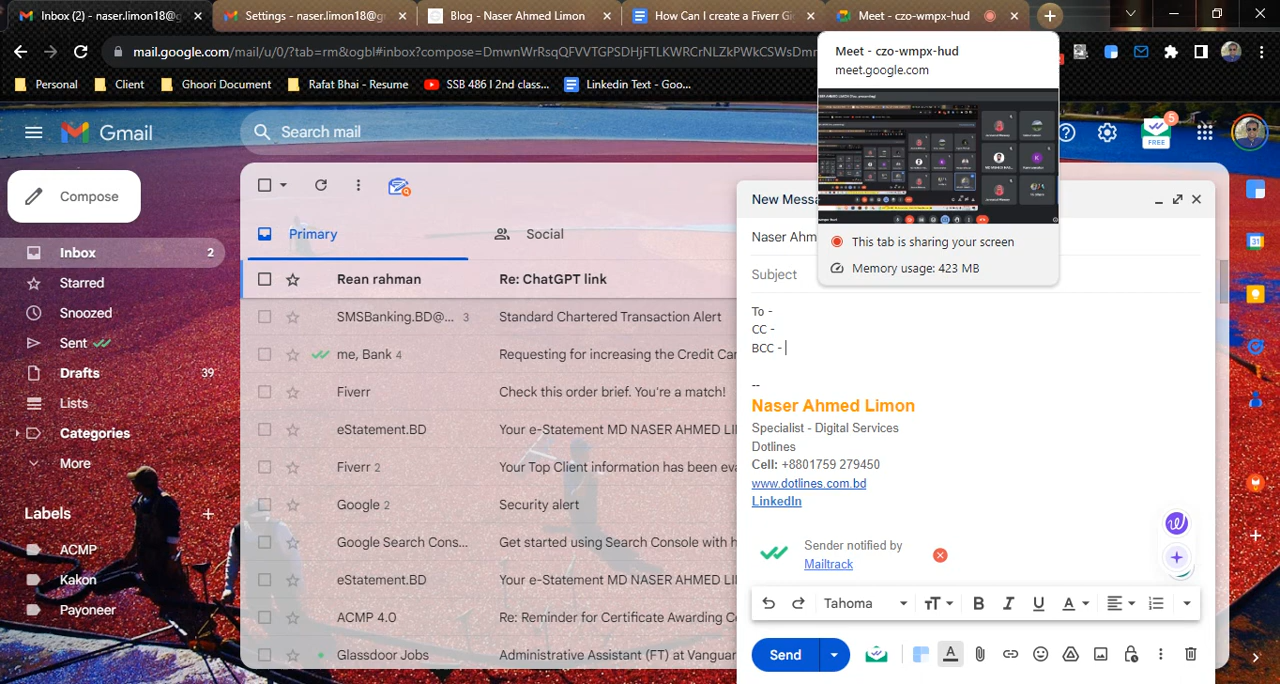 Inbox (2) - naser.limon18@g
Settings - naser.limon18@g
Blog - Naser Ahmed Limon
How Can I create a Fiverr Gi
Meet - czo-wmpx-hud
mail.google.com/mail/u/0/?tab=rm&ogbl#inbox?compose=DmwnWrRsqQFVVTGPSDHjFTLKWRCrNLZkPWkCSWsDmr
Personal
Client
Ghoori Document
Rafat Bhai - Resume
SSB 486 I 2nd class...
Linkedin Text - Goo...
Meet - czo-wmpx-hud
meet.google.com
This tab is sharing your screen
Memory usage: 423 MB
Gmail
Search mail
5
FREE
Compose
Inbox 2
Starred
Snoozed
Sent
Drafts 39
Lists
Categories
More
Labels
ACMP
Kakon
Payoneer
Primary
Social
Rean rahman Re: ChatGPT link
SMSBanking.BD@... 3 Standard Chartered Transaction Alert
me, Bank 4 Requesting for increasing the Credit Car
Fiverr Check this order brief. You're a match!
eStatement.BD Your e-Statement MD NASER AHMED LI
Fiverr 2 Your Top Client information has been eva
Google 2 Security alert
Google Search Cons... Get started using Search Console with h
eStatement.BD Your e-Statement MD NASER AHMED LI
ACMP 4.0 Re: Reminder for Certificate Awarding Ce
Glassdoor Jobs Administrative Assistant (FT) at Vanguar
New Messa
Naser Ahm
Subject
To -
CC -
BCC -
--
Naser Ahmed Limon
Specialist - Digital Services
Dotlines
Cell: +8801759 279450
www.dotlines.com.bd
LinkedIn
Sender notified by
Mailtrack
Tahoma
B I U A
Send
31